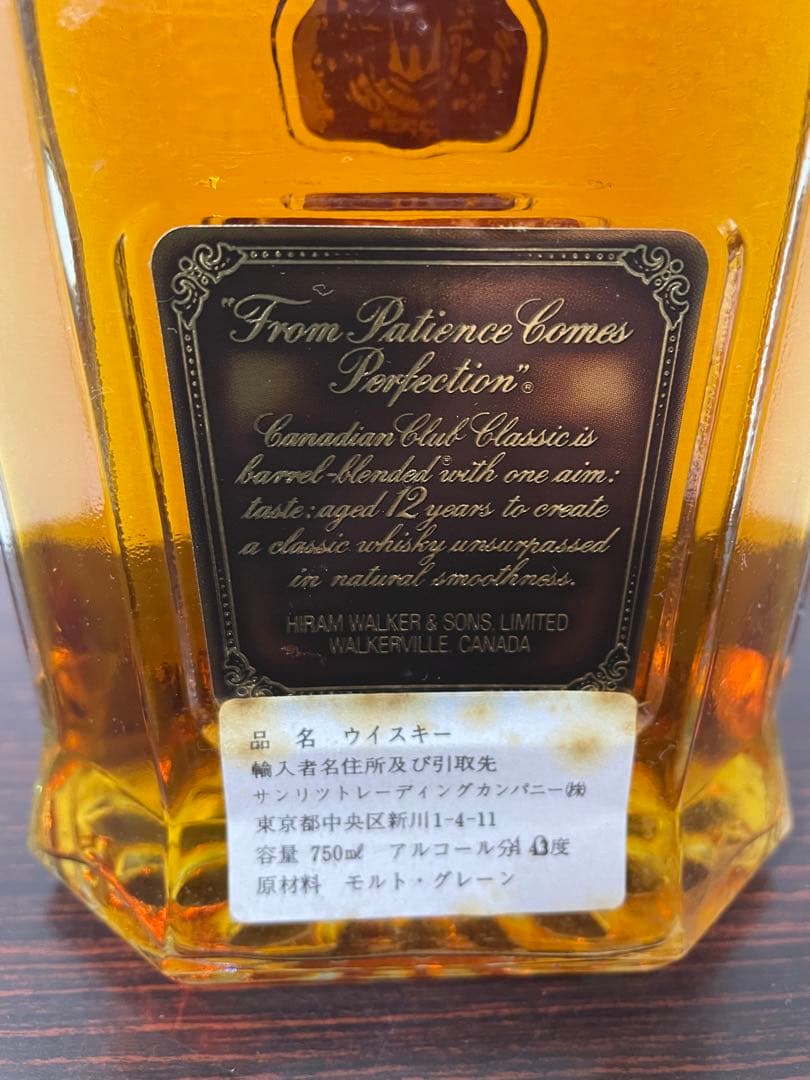 "From Patience Comes
Perfection"®
Canadian Club Classic is
barrel-blended® with one aim:
taste: aged 12 years to create
a classic whisky unsurpassed
in natural smoothness.
HIRAM WALKER & SONS, LIMITED
WALKERVILLE, CANADA
品 名 ウイスキー
輸入者名住所及び引取先
サンリツトレーディングカンパニー㈱
東京都中央区新川1-4-11
容量 750㎖ アルコール分 度
原材料 モルト・グレーン